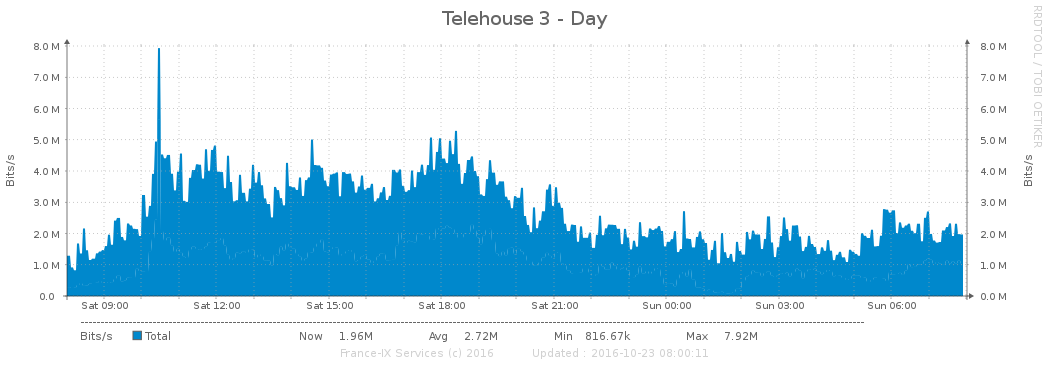 Telehouse 3 - Day
RRDTOOL / TOBI OETIKER
Bits/s
8.0 M
7.0 M
6.0 M
5.0 M
4.0 M
3.0 M
2.0 M
1.0 M
0.0
8.0 M
7.0 M
6.0 M
5.0 M
4.0 M
3.0 M
2.0 M
1.0 M
0.0 M
Bits/s
Sat 09:00 Sat 12:00 Sat 15:00 Sat 18:00 Sat 21:00 Sun 00:00 Sun 03:00 Sun 06:00
Bits/s Total Now 1.96M Avg 2.72M Min 816.67k Max 7.92M
France-IX Services (c) 2016 Updated : 2016-10-23 08:00:11